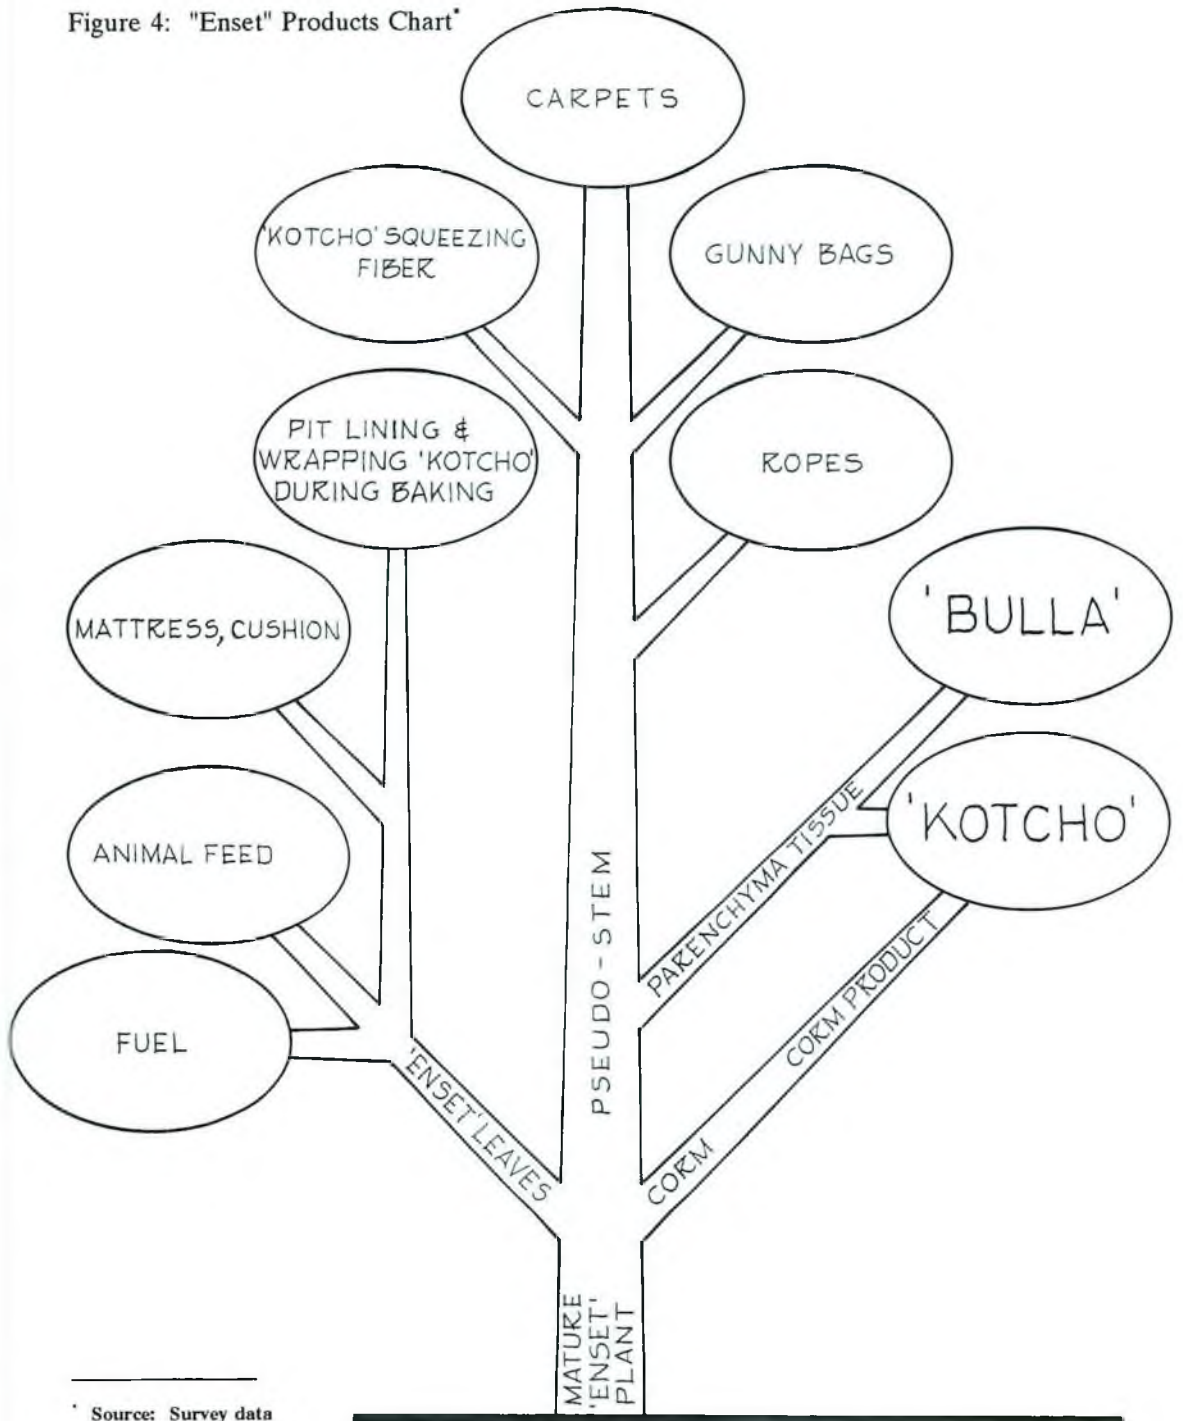 Figure 4: "Enset" Products Chart*
CARPETS
'KOTCHO' SQUEEZING
FIBER
GUNNY BAGS
PIT LINING &
WRAPPING 'KOTCHO'
DURING BAKING
ROPES
MATTRESS, CUSHION
'BULLA'
ANIMAL FEED
'KOTCHO'
PARENCHYMA TISSUE
FUEL
PSEUDO-STEM
CORM PRODUCT
'ENSET' LEAVES
CORM
MATURE
'ENSET'
PLANT
* Source: Survey data